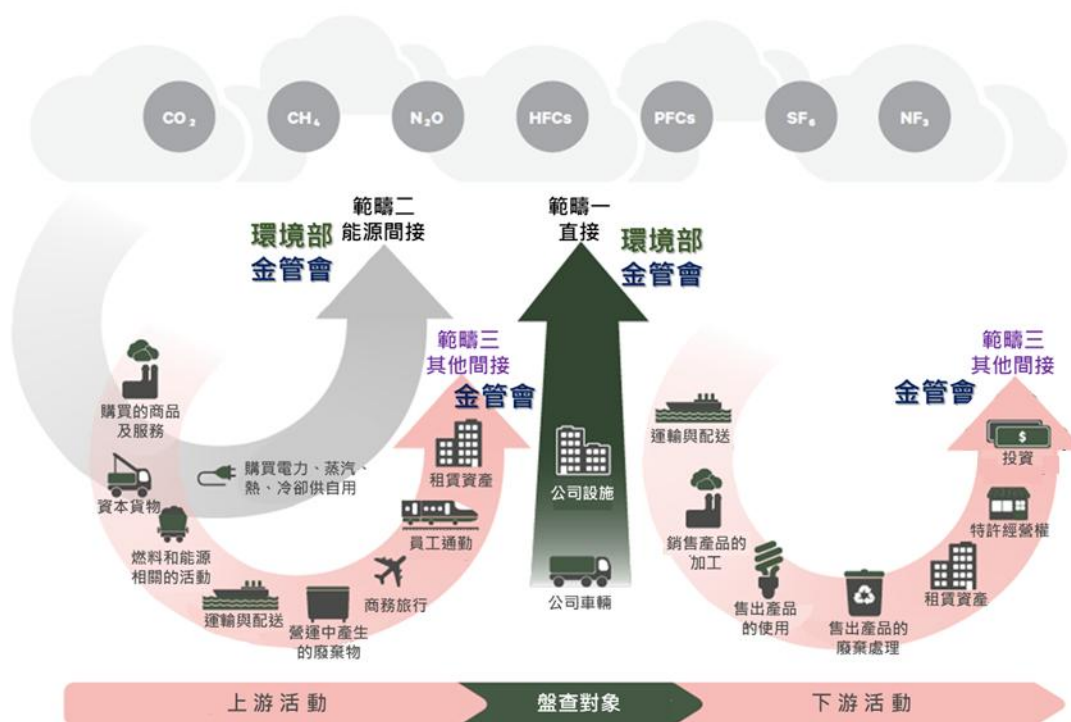 CO₂
CH₄
N₂O
HFCs
PFCs
SF₆
NF₃
範疇二
能源間接
環境部
金管會
範疇一
直接
環境部
金管會
範疇三
其他間接
金管會
範疇三
其他間接
金管會
購買的商品
及服務
資本貨物
燃料和能源
相關的活動
購買電力、蒸汽、
熱、冷卻供自用
運輸與配送
營運中產生
的廢棄物
商務旅行
員工通勤
租賃資產
公司設施
公司車輛
運輸與配送
銷售產品的
加工
售出產品
的使用
售出產品的
廢棄處理
租賃資產
特許經營權
投資
$
上游活動
盤查對象
下游活動